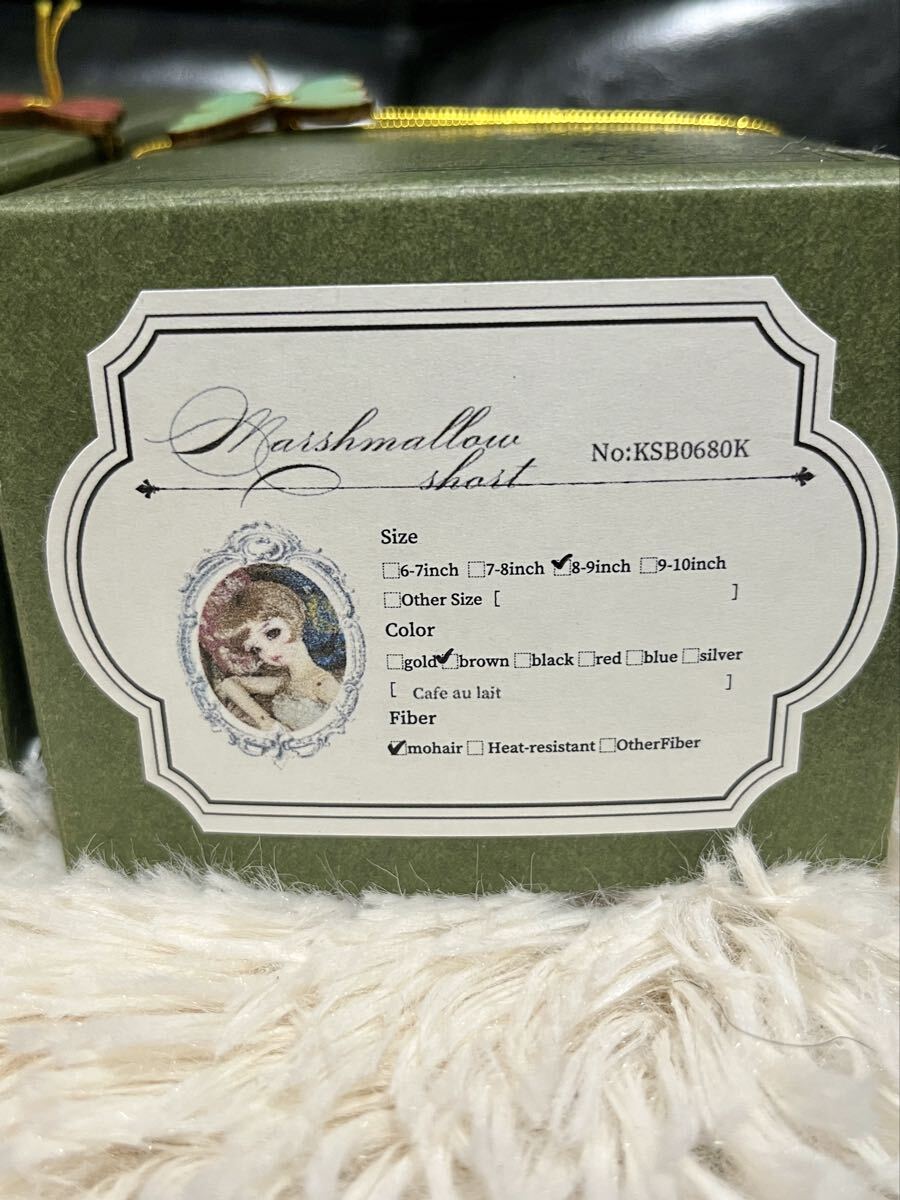 Marshmallow
short
No:KSB0680K
Size
6-7inch 7-8inch ✔8-9inch 9-10inch
Other Size [ ]
Color
gold ✔brown black red blue silver
[ Cafe au lait ]
Fiber
✔mohair Heat-resistant OtherFiber